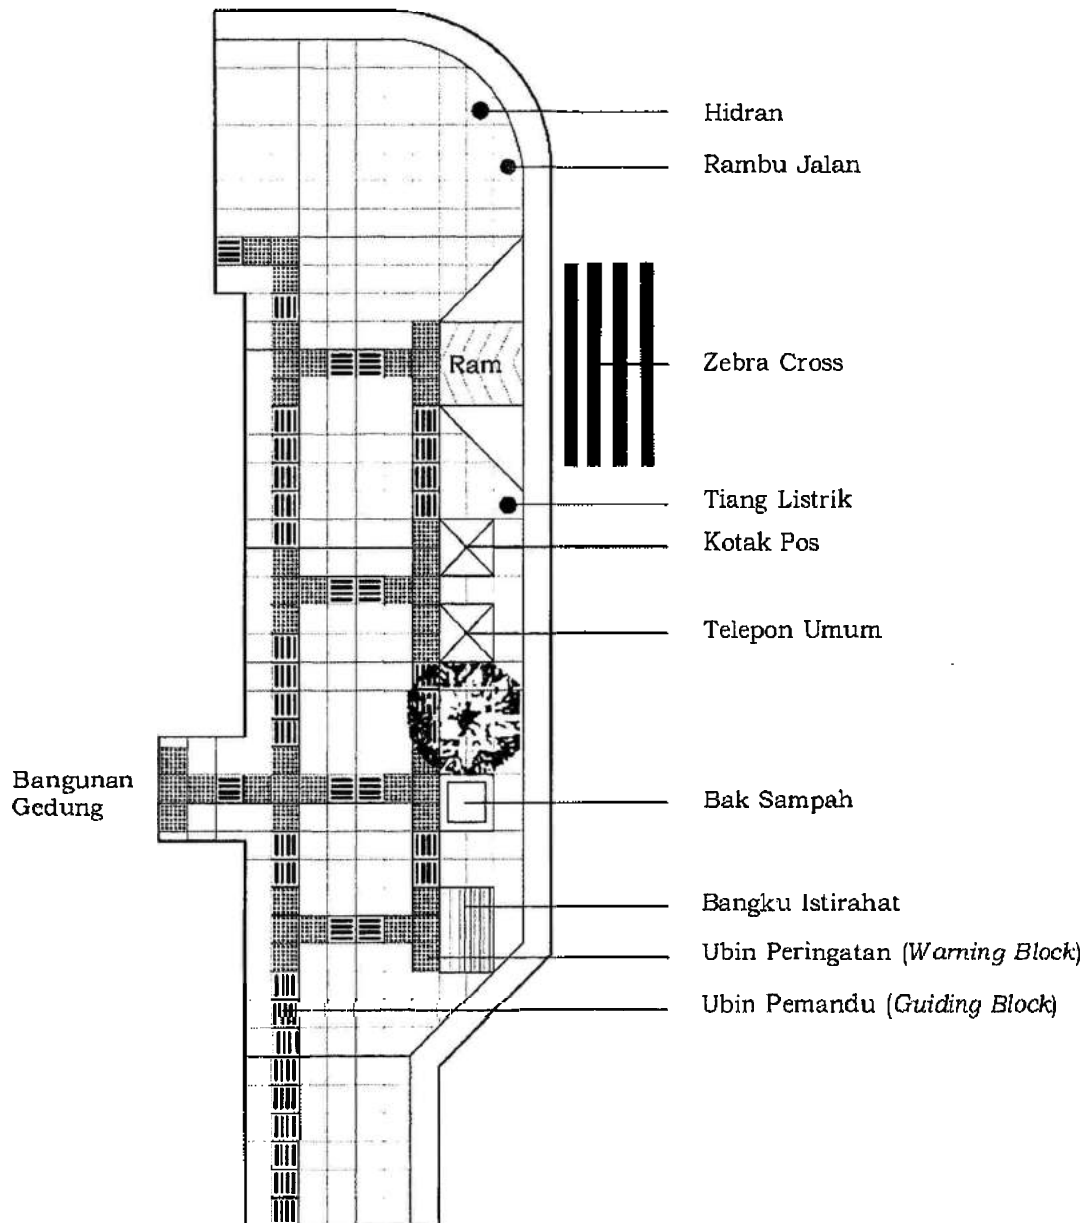 Hidran
Rambu Jalan
Ram
Zebra Cross
Tiang Listrik
Kotak Pos
Telepon Umum
Bangunan
Gedung
Bak Sampah
Bangku Istirahat
Ubin Peringatan (Warning Block)
Ubin Pemandu (Guiding Block)